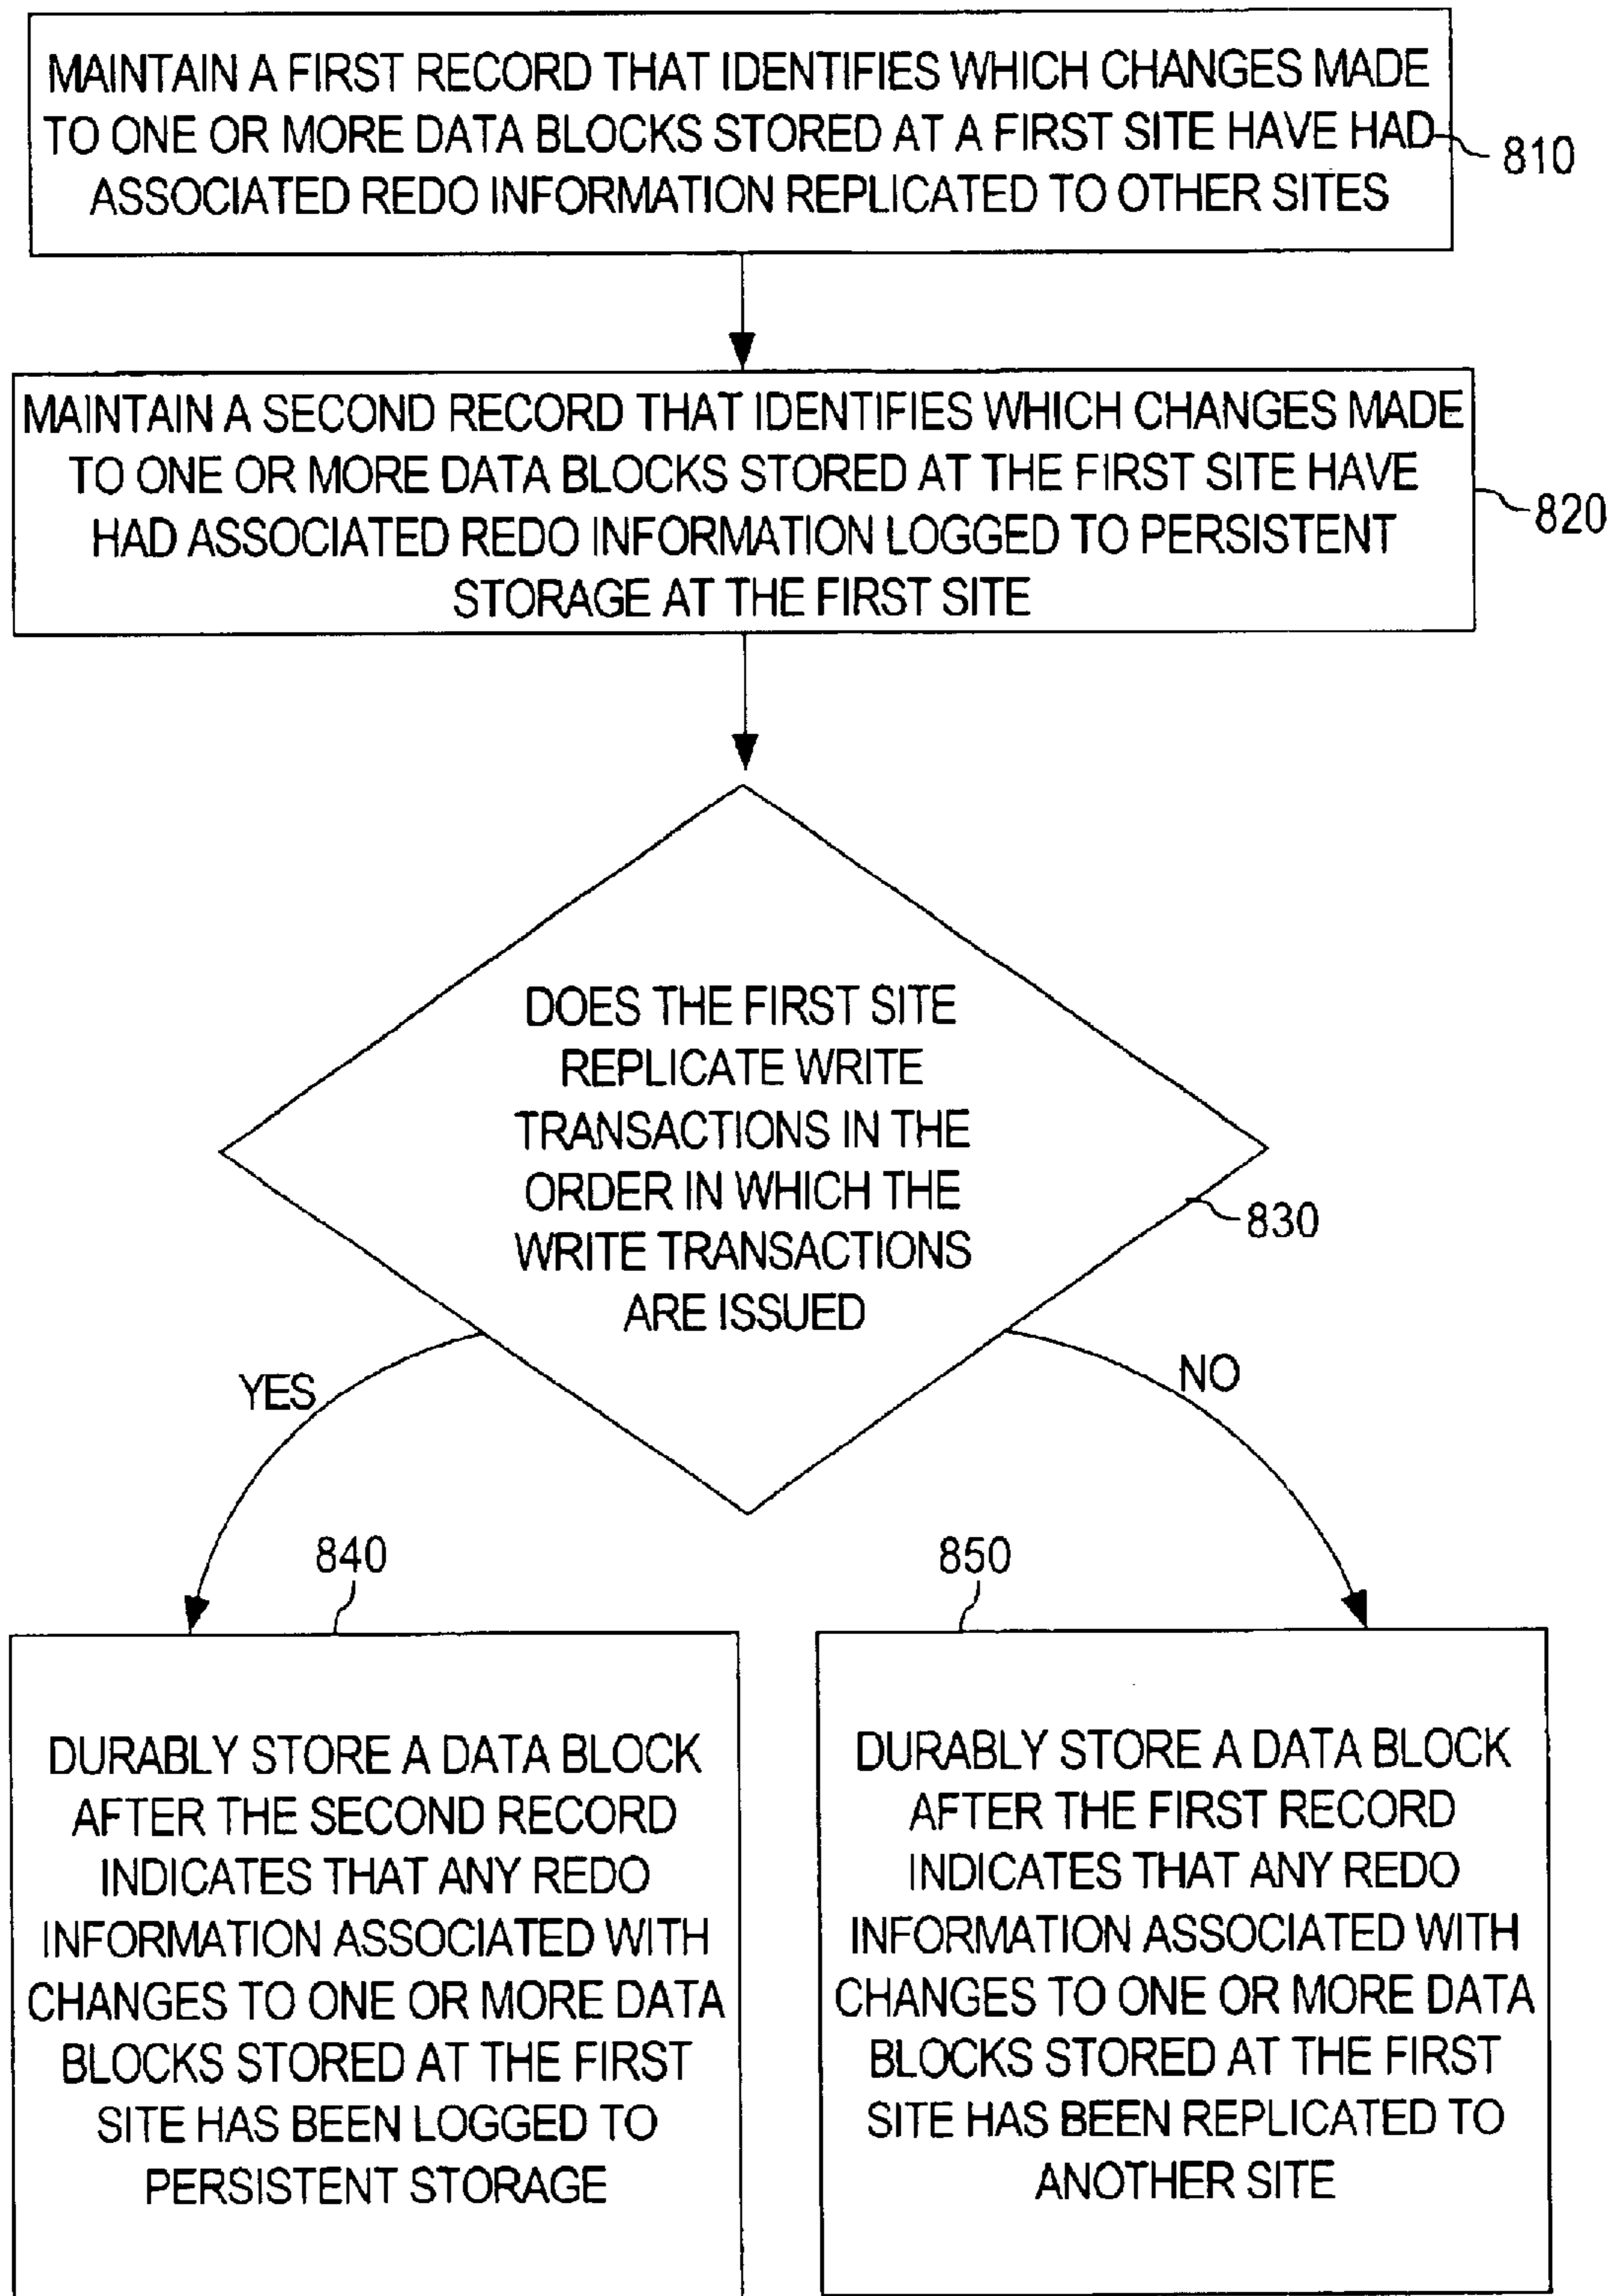 MAINTAIN A FIRST RECORD THAT IDENTIFIES WHICH CHANGES MADE
TO ONE OR MORE DATA BLOCKS STORED AT A FIRST SITE HAVE HAD
ASSOCIATED REDO INFORMATION REPLICATED TO OTHER SITES
810
MAINTAIN A SECOND RECORD THAT IDENTIFIES WHICH CHANGES MADE
TO ONE OR MORE DATA BLOCKS STORED AT THE FIRST SITE HAVE
HAD ASSOCIATED REDO INFORMATION LOGGED TO PERSISTENT
STORAGE AT THE FIRST SITE
820
DOES THE FIRST SITE
REPLICATE WRITE
TRANSACTIONS IN THE
ORDER IN WHICH THE
WRITE TRANSACTIONS
ARE ISSUED
830
YES
NO
840
DURABLY STORE A DATA BLOCK
AFTER THE SECOND RECORD
INDICATES THAT ANY REDO
INFORMATION ASSOCIATED WITH
CHANGES TO ONE OR MORE DATA
BLOCKS STORED AT THE FIRST
SITE HAS BEEN LOGGED TO
PERSISTENT STORAGE
850
DURABLY STORE A DATA BLOCK
AFTER THE FIRST RECORD
INDICATES THAT ANY REDO
INFORMATION ASSOCIATED WITH
CHANGES TO ONE OR MORE DATA
BLOCKS STORED AT THE FIRST
SITE HAS BEEN REPLICATED TO
ANOTHER SITE